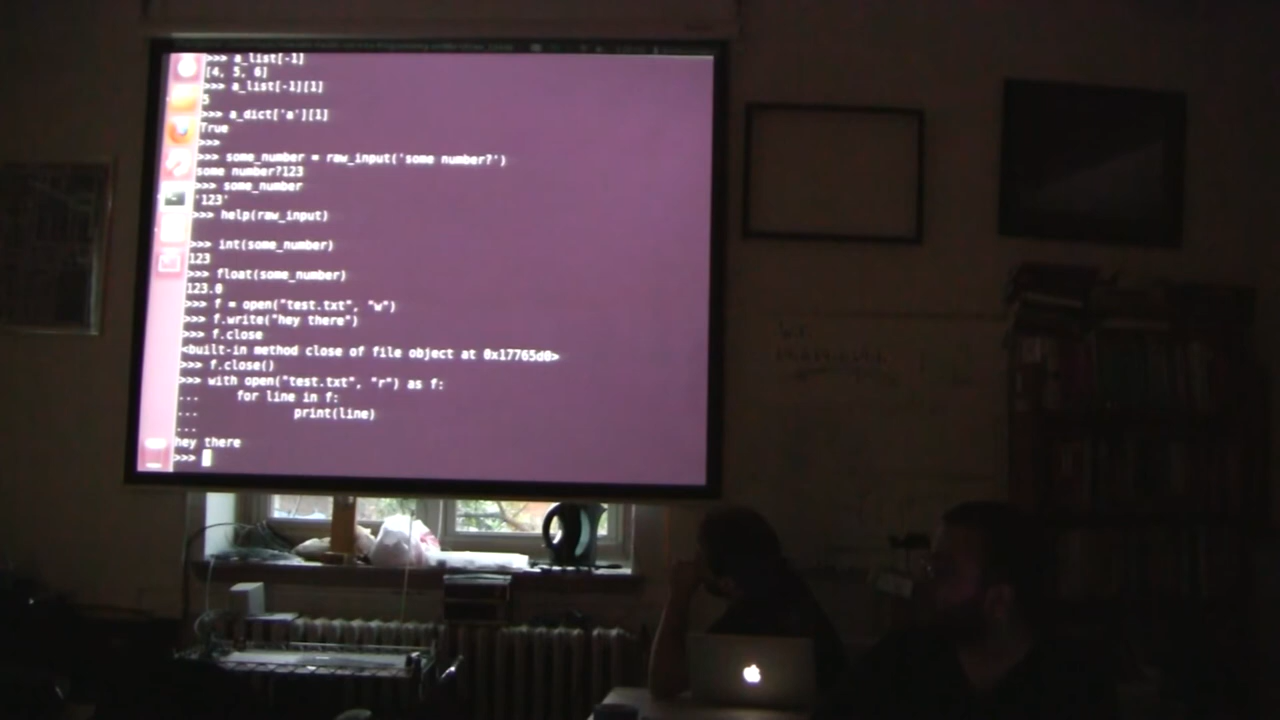 >>> a_list[-1]
[4, 5, 6]
>>> a_list[-1][1]
5
>>> a_dict['a'][1]
True
>>>
>>> some_number = raw_input('some number?')
some number?123
>>> some_number
'123'
>>> help(raw_input)
>>> int(some_number)
123
>>> float(some_number)
123.0
>>> f = open("test.txt", "w")
>>> f.write("hey there")
>>> f.close
<built-in method close of file object at 0x17765d0>
>>> f.close()
>>> with open("test.txt", "r") as f:
...     for line in f:
...             print(line)
...
hey there
>>>